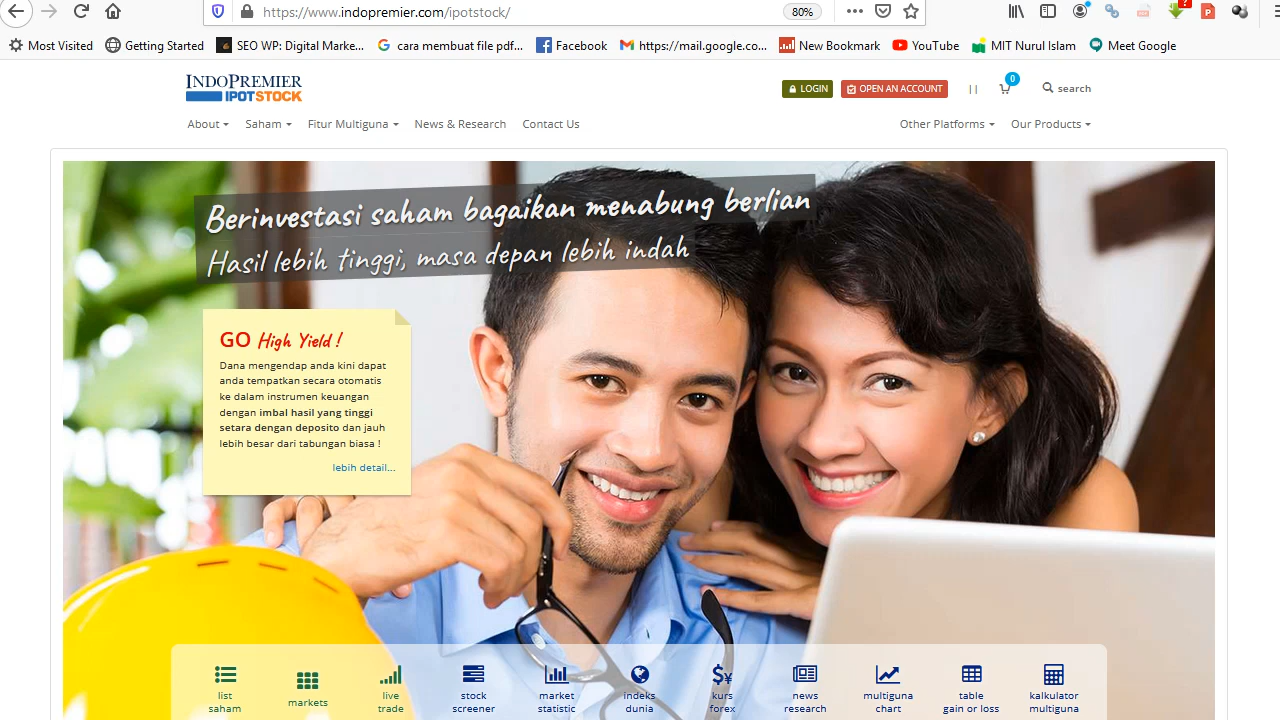 https://www.indopremier.com/ipotstock/
80%
Most Visited
Getting Started
SEO WP: Digital Marke...
cara membuat file pdf...
Facebook
https://mail.google.co...
New Bookmark
YouTube
MIT Nurul Islam
Meet Google
INDOPREMIER
IPOTSTOCK
LOGIN
OPEN AN ACCOUNT
| |
0
search
About
Saham
Fitur Multiguna
News & Research
Contact Us
Other Platforms
Our Products
Berinvestasi saham bagaikan menabung berlian
Hasil lebih tinggi, masa depan lebih indah
GO High Yield !
Dana mengendap anda kini dapat
anda tempatkan secara otomatis
ke dalam instrumen keuangan
dengan imbal hasil yang tinggi
setara dengan deposito dan jauh
lebih besar dari tabungan biasa !
lebih detail...
list
saham
markets
live
trade
stock
screener
market
statistic
indeks
dunia
kurs
forex
news
research
multiguna
chart
table
gain or loss
kalkulator
multiguna